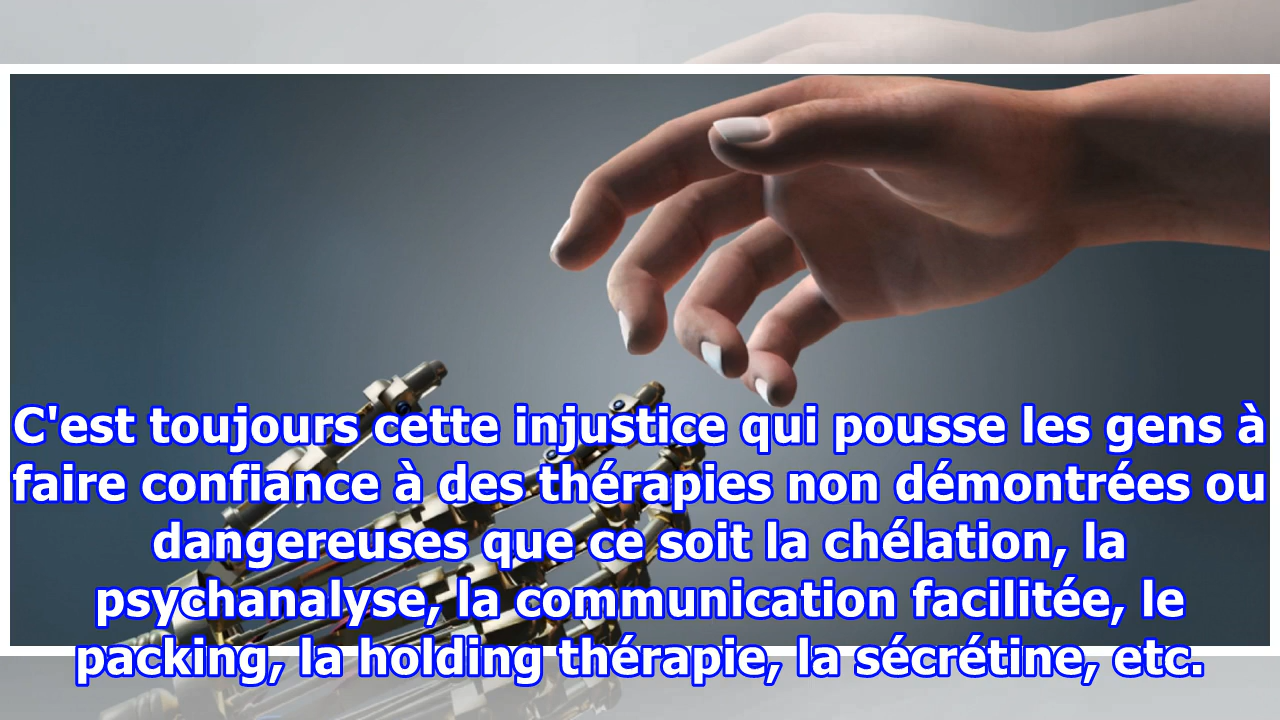 C'est toujours cette injustice qui pousse les gens à
faire confiance à des thérapies non démontrées ou
dangereuses que ce soit la chélation, la
psychanalyse, la communication facilitée, le
packing, la holding thérapie, la sécrétine, etc.